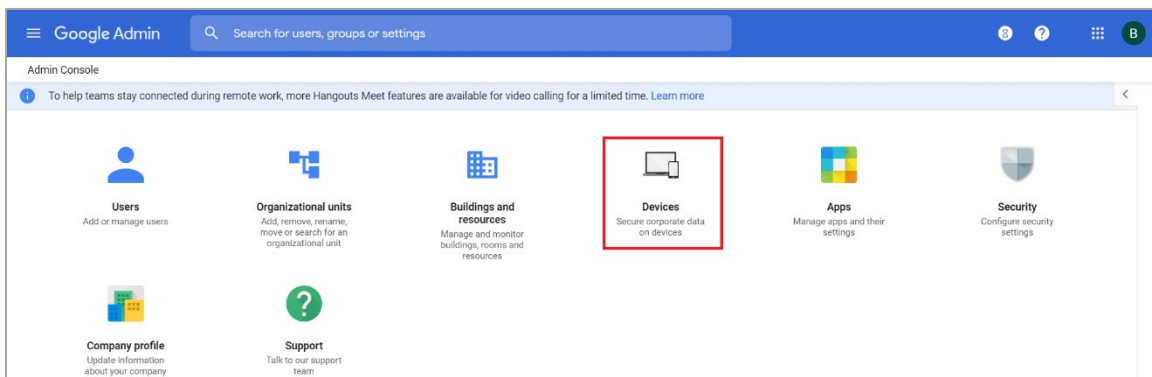 Google Admin
Search for users, groups or settings
8
?
B
Admin Console
i
To help teams stay connected during remote work, more Hangouts Meet features are available for video calling for a limited time. Learn more
Users
Add or manage users
Organizational units
Add, remove, rename,
move or search for an
organizational unit
Buildings and
resources
Manage and monitor
buildings, rooms and
resources
Devices
Secure corporate data
on devices
Apps
Manage apps and their
settings
Security
Configure security
settings
Company profile
Update information
about your company
?
Support
Talk to our support
team